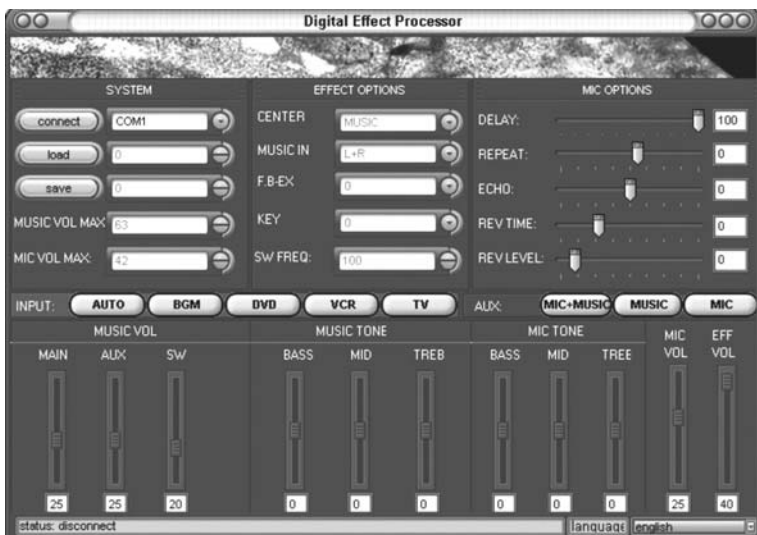 Digital Effect Processor
SYSTEM
connect COM1
load 0
save 0
MUSIC VOL MAX 63
MIC VOL MAX: 42
EFFECT OPTIONS
CENTER MUSIC
MUSIC IN L+R
F.B-EX 0
KEY 0
SW FREQ: 100
MIC OPTIONS
DELAY: 100
REPEAT: 0
ECHO: 0
REV TIME: 0
REV LEVEL: 0
INPUT: AUTO BGM DVD VCR TV
AUX: MIC+MUSIC MUSIC MIC
MUSIC VOL
MAIN AUX SW
25 25 20
MUSIC TONE
BASS MID TREB
0 0 0
MIC TONE
BASS MID TREE
0 0 0
MIC VOL
25
EFF VOL
40
status: disconnect
language english